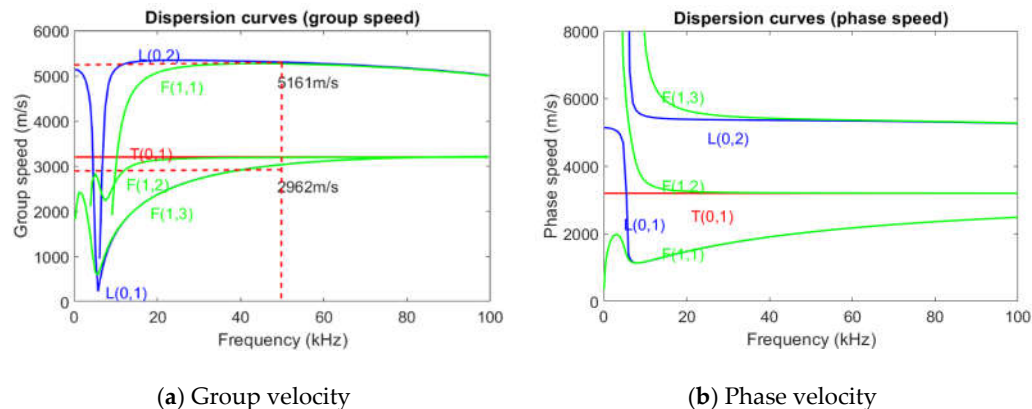 Dispersion curves (group speed)
6000
5000
4000
3000
2000
1000
0
Group speed (m/s)
L(0,2)
F(1,1)
5161m/s
T(0,1)
F(1,2)
2962m/s
F(1,3)
L(0,1)
0
20
40
60
80
100
Frequency (kHz)
(a) Group velocity
Dispersion curves (phase speed)
8000
6000
4000
2000
0
Phase speed (m/s)
F(1,3)
L(0,2)
F(1,2)
T(0,1)
L(0,1)
F(1,1)
0
20
40
60
80
100
Frequency (kHz)
(b) Phase velocity